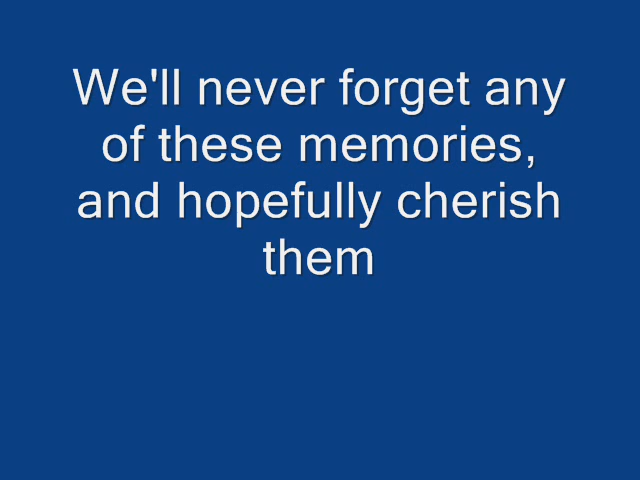 We'll never forget any
of these memories,
and hopefully cherish
them